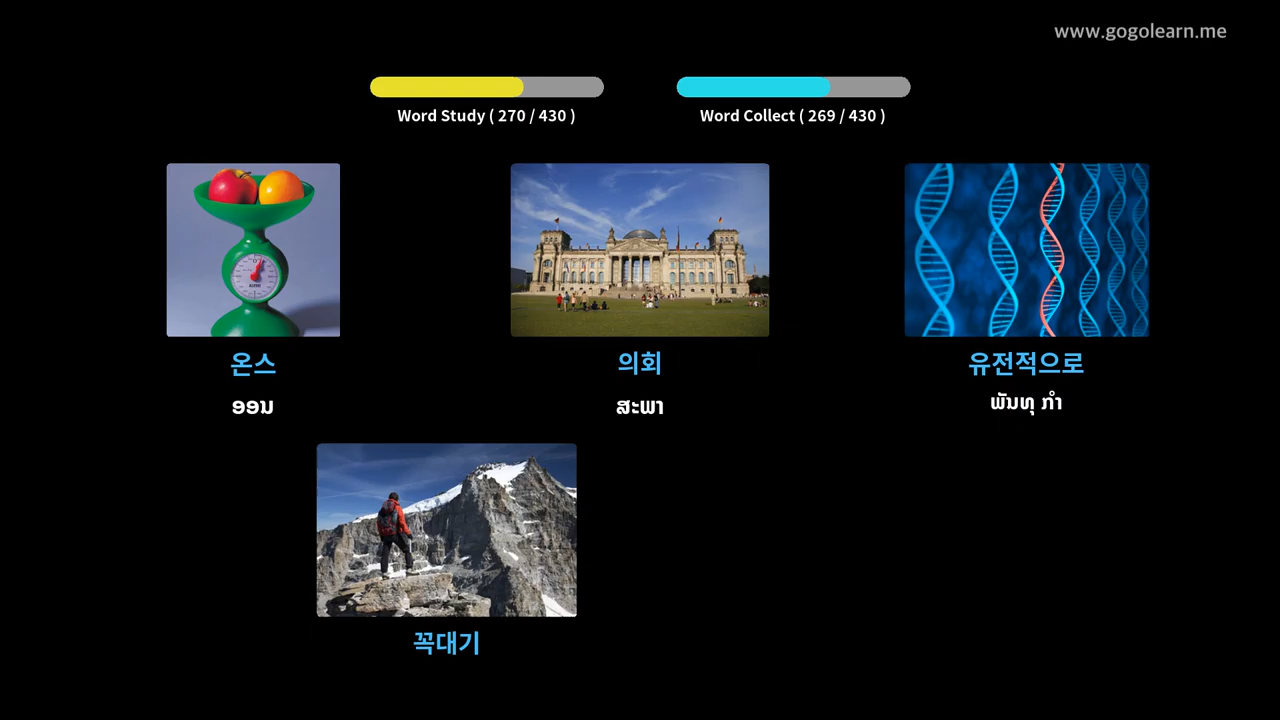 www.gogolearn.me
Word Study ( 270 / 430 )
Word Collect ( 269 / 430 )
온스
의회
유전적으로
ອອນ
ສະພາ
ພັນທຸ ກຳ
꼭대기